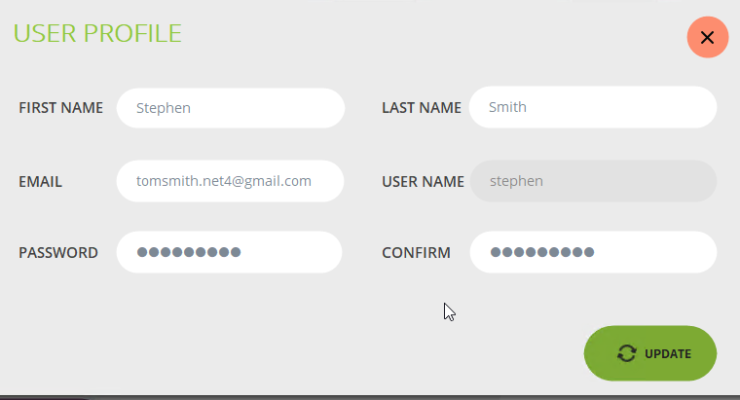 USER PROFILE
FIRST NAME Stephen LAST NAME Smith
EMAIL tomsmith.net4@gmail.com USER NAME stephen
PASSWORD ●●●●●●●●● CONFIRM ●●●●●●●●●
UPDATE